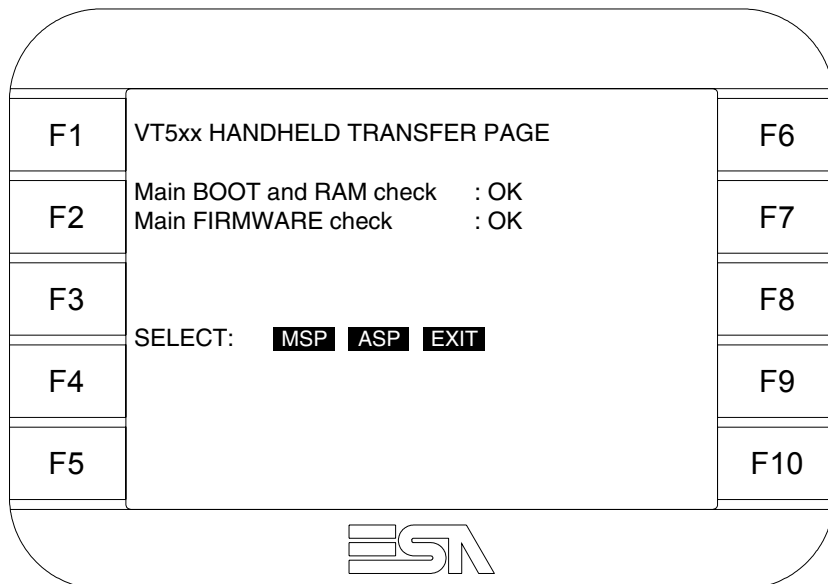 F1
F2
F3
F4
F5
VT5xx HANDHELD TRANSFER PAGE
Main BOOT and RAM check : OK
Main FIRMWARE check : OK
SELECT: MSP ASP EXIT
F6
F7
F8
F9
F10
ESA